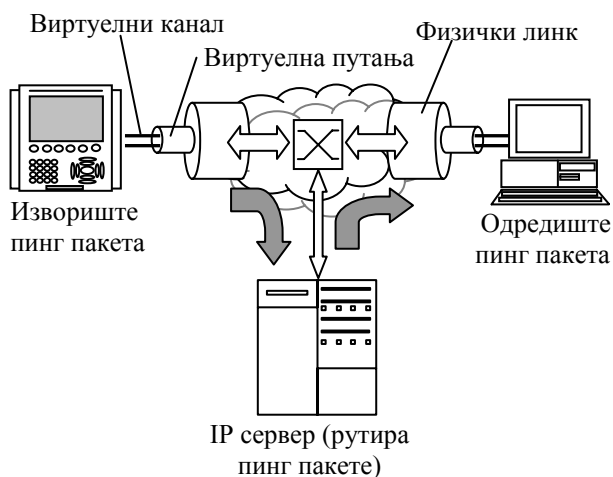 Виртуелни канал
Виртуелна путања
Физички линк
Извориште
пинг пакета
Одредиште
пинг пакета
IP сервер (рутира
пинг пакете)